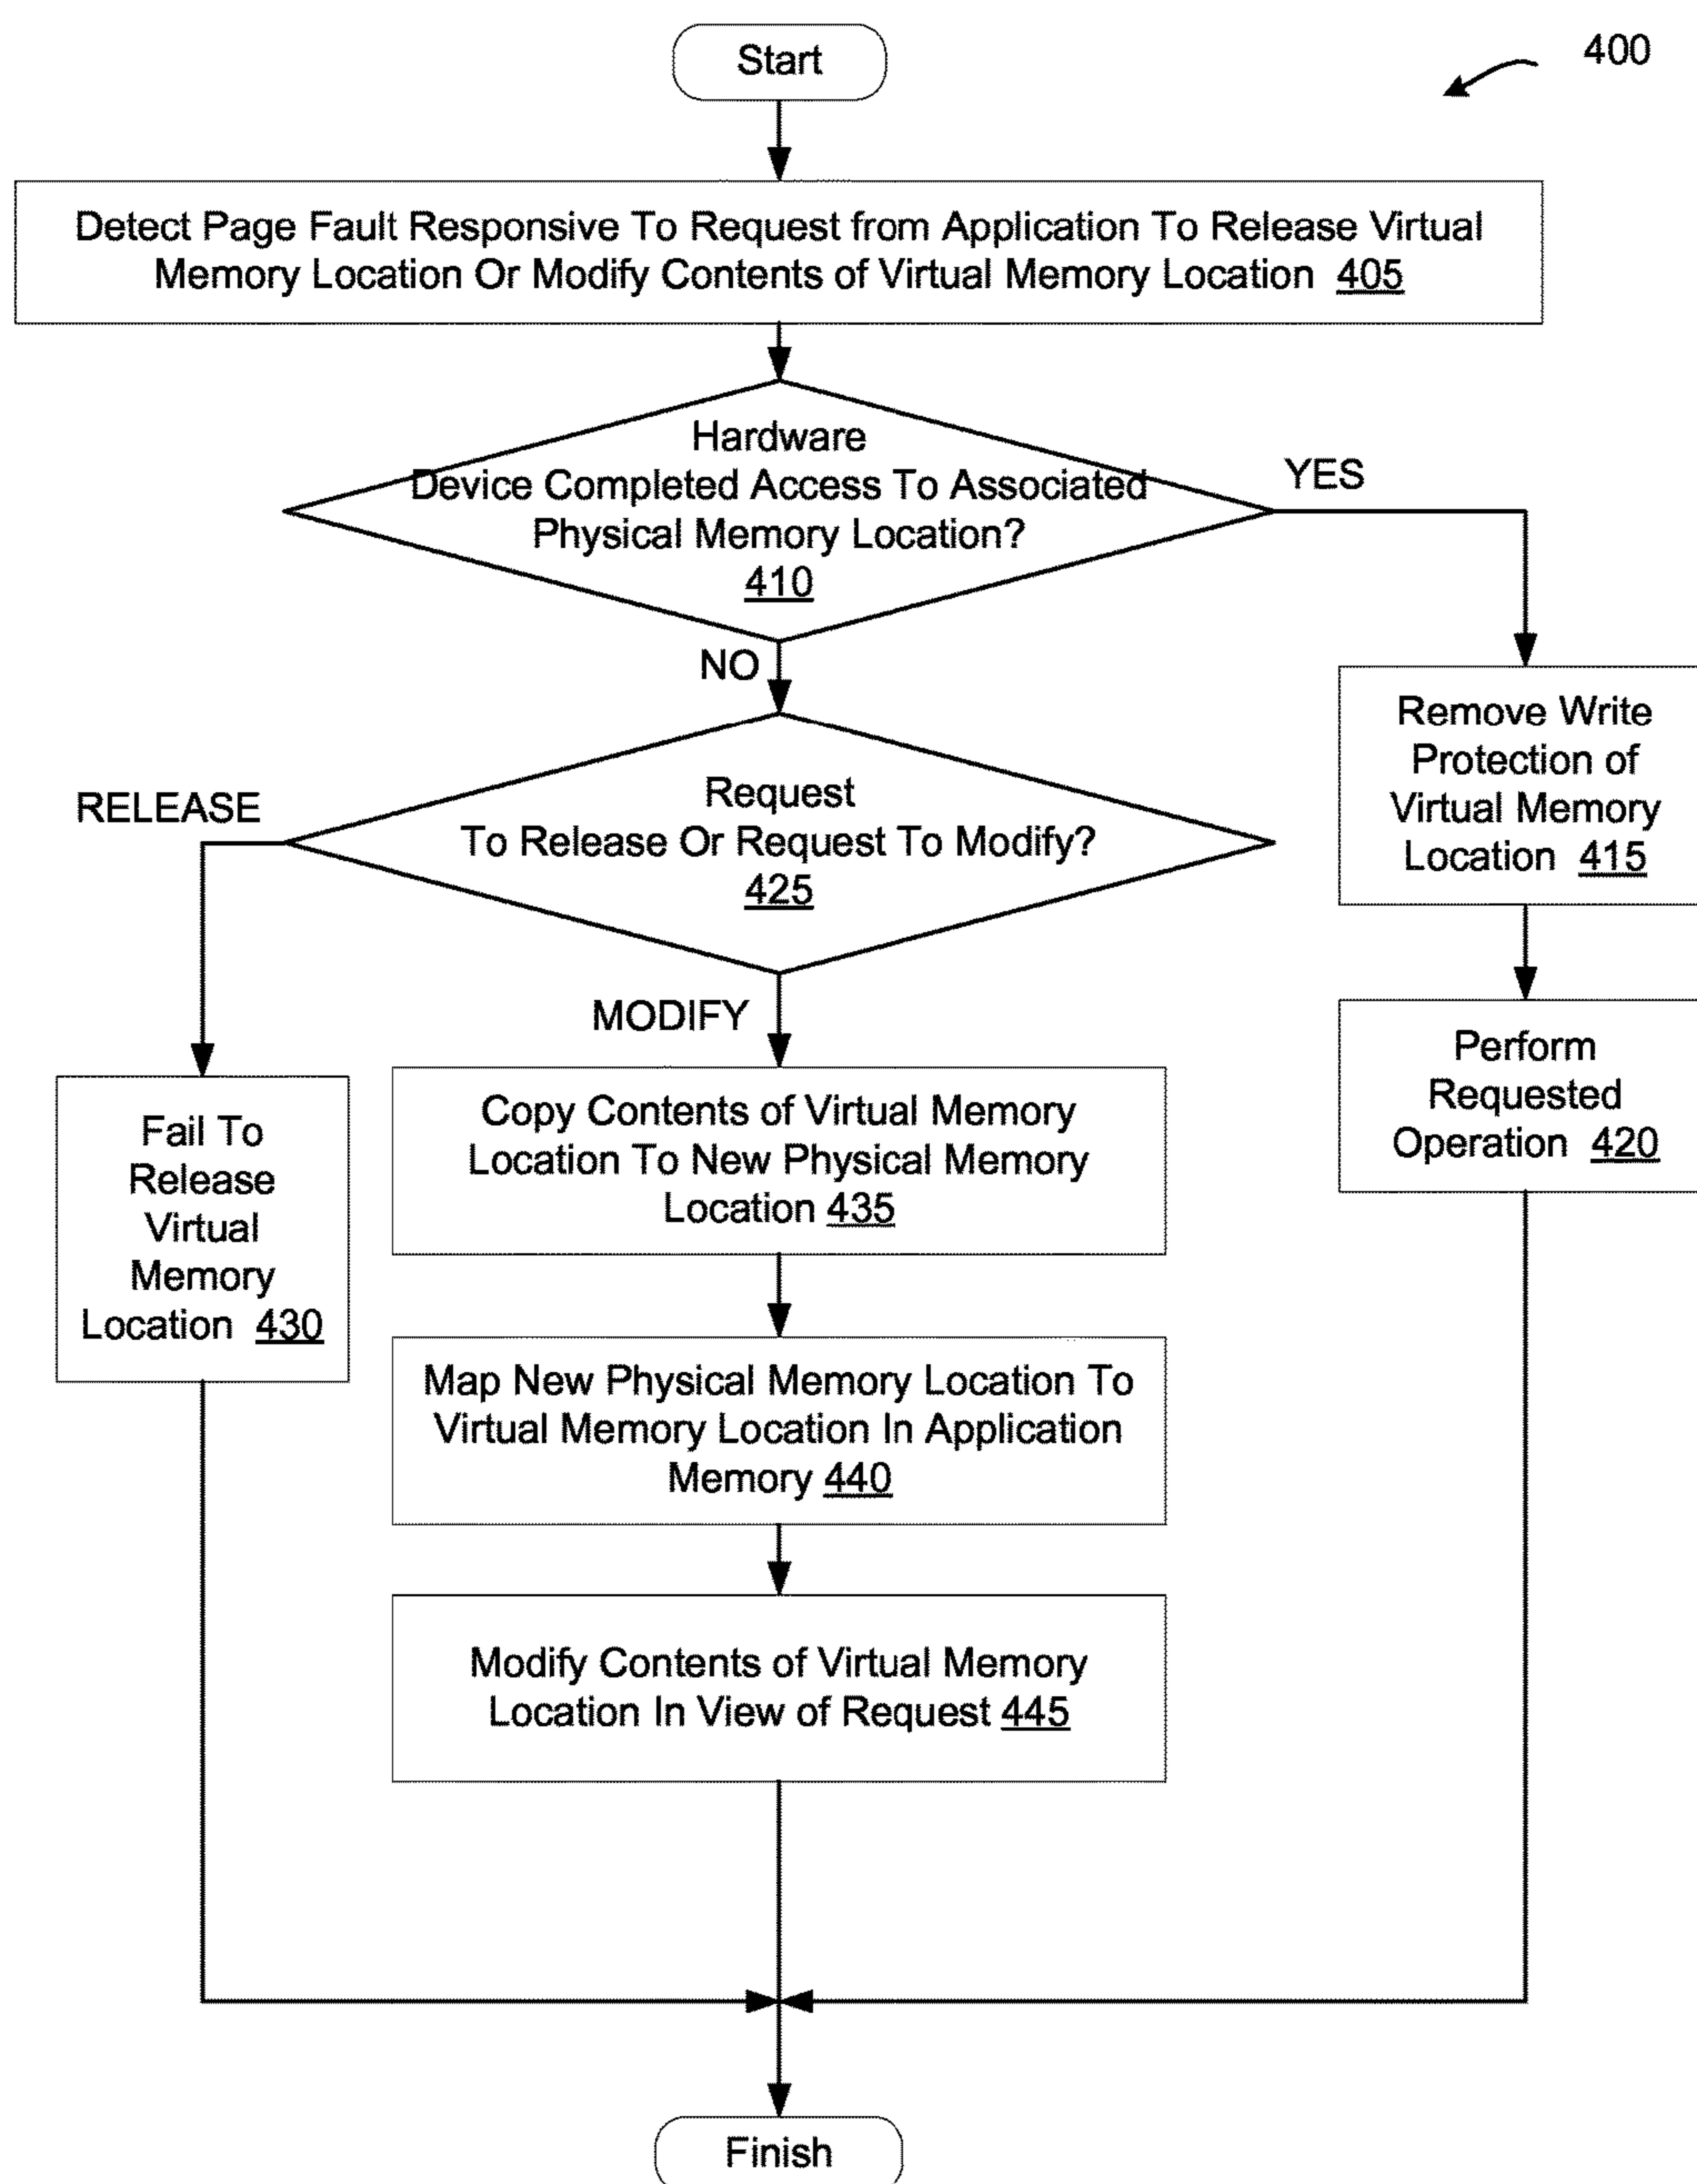 Start
400
Detect Page Fault Responsive To Request from Application To Release Virtual
Memory Location Or Modify Contents of Virtual Memory Location 405
Hardware
Device Completed Access To Associated
Physical Memory Location?
410
YES
NO
Remove Write
Protection of
Virtual Memory
Location 415
Request
To Release Or Request To Modify?
425
RELEASE
MODIFY
Perform
Requested
Operation 420
Fail To
Release
Virtual
Memory
Location 430
Copy Contents of Virtual Memory
Location To New Physical Memory
Location 435
Map New Physical Memory Location To
Virtual Memory Location In Application
Memory 440
Modify Contents of Virtual Memory
Location In View of Request 445
Finish